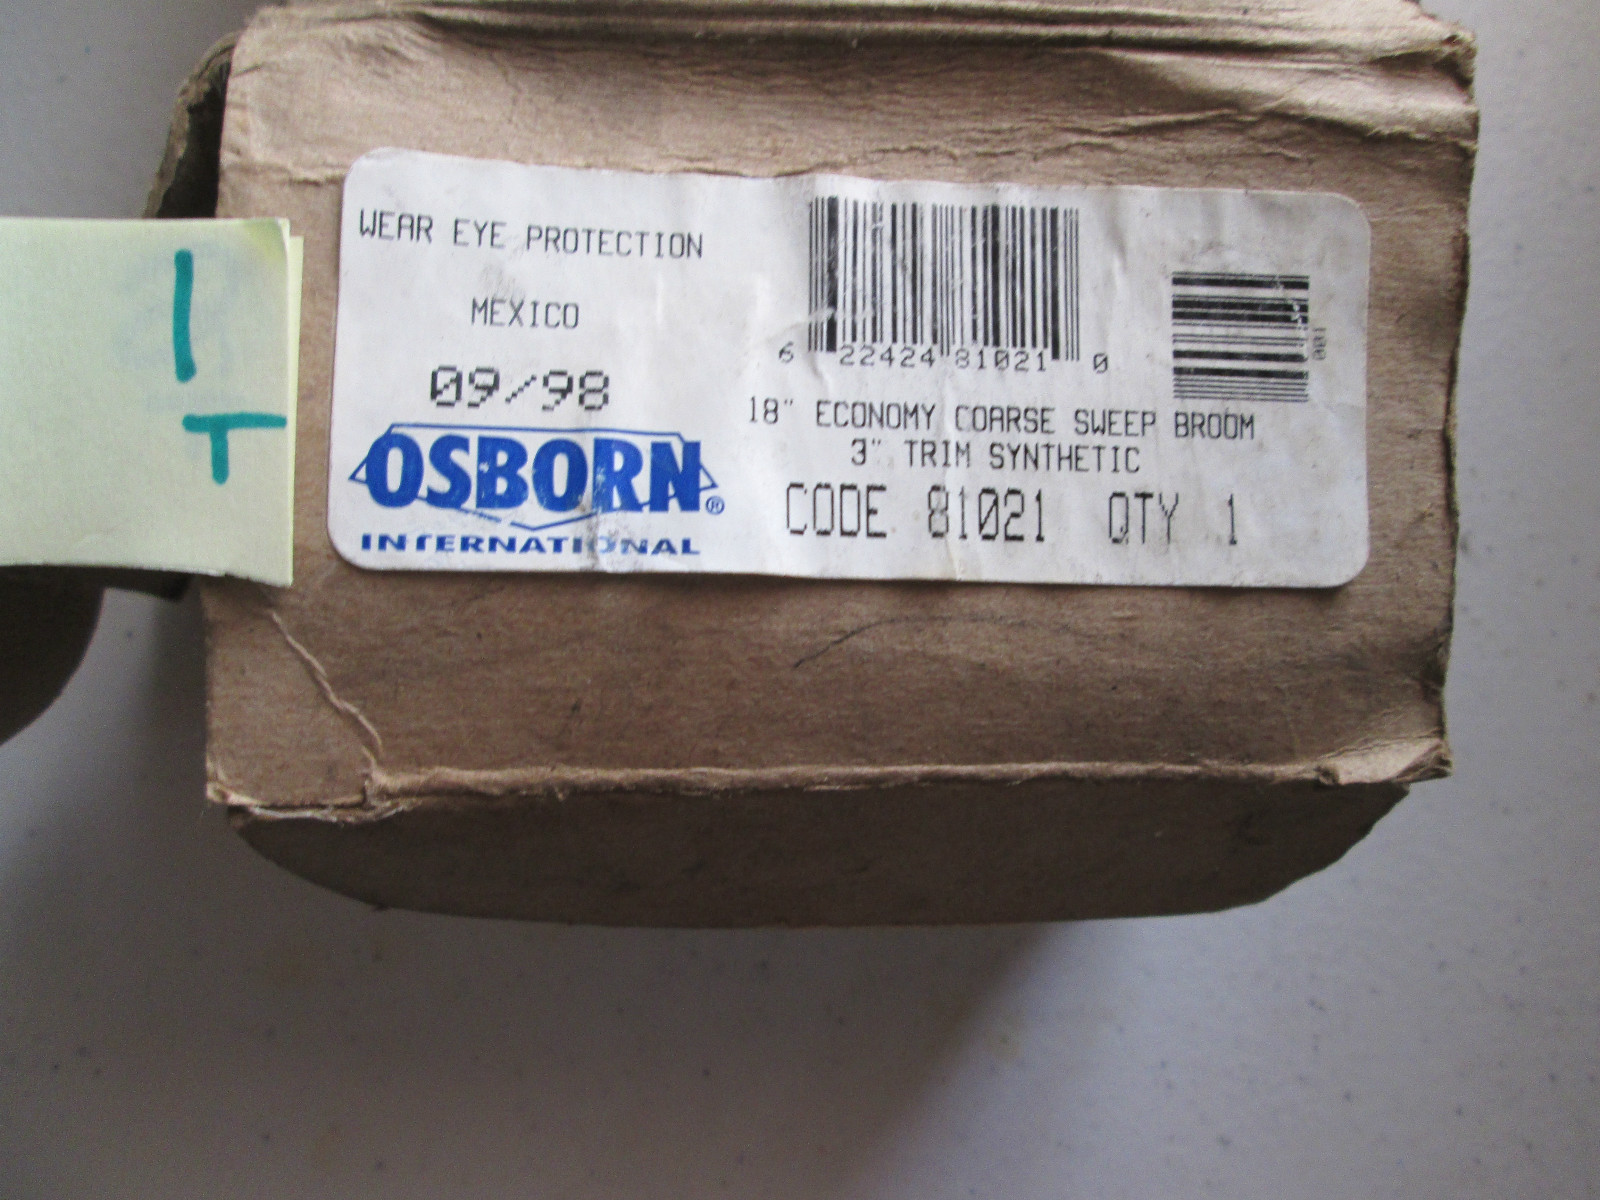 I
T
WEAR EYE PROTECTION
MEXICO
09/98
OSBORN®
INTERNATIONAL
6 22424 81021 0
001
18" ECONOMY COARSE SWEEP BROOM
3" TRIM SYNTHETIC
CODE 81021 QTY 1